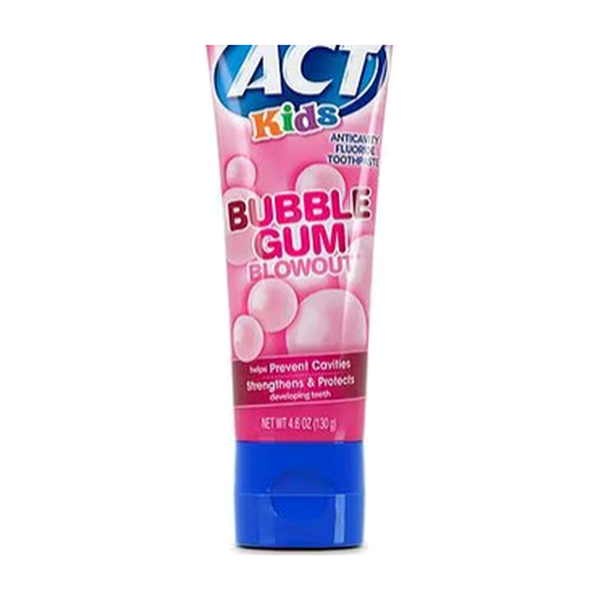 ACT
Kids
ANTICAVITY
FLUORIDE
TOOTHPASTE
BUBBLE
GUM
BLOWOUT
helps Prevent Cavities
Strengthens & Protects
developing teeth
NET WT 4.6 OZ (130 g)